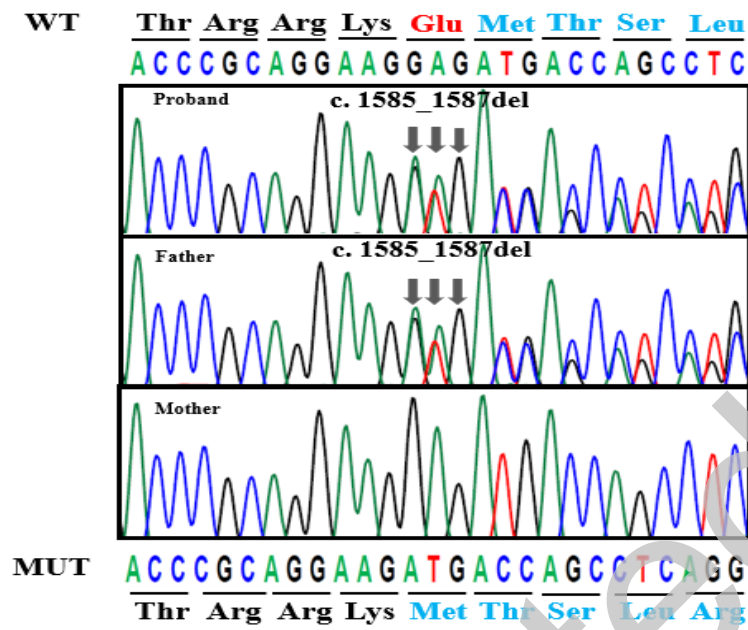 WT Thr Arg Arg Lys Glu Met Thr Ser Leu
ACCCGCAGGAAGGAGATGACCAGCCTC
Proband c. 1585_1587del
Father c. 1585_1587del
Mother
MUT ACCCGCAGGAAGATGACCAGCCTCAGG
Thr Arg Arg Lys Met Thr Ser Leu Arg